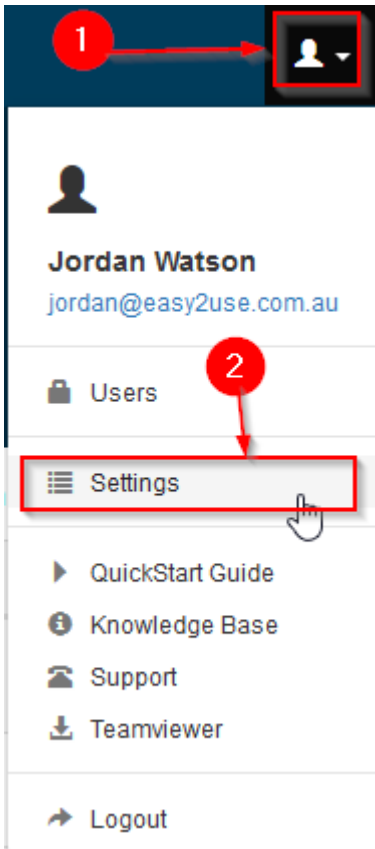 1
Jordan Watson
jordan@easy2use.com.au
2
Users
Settings
QuickStart Guide
Knowledge Base
Support
Teamviewer
Logout